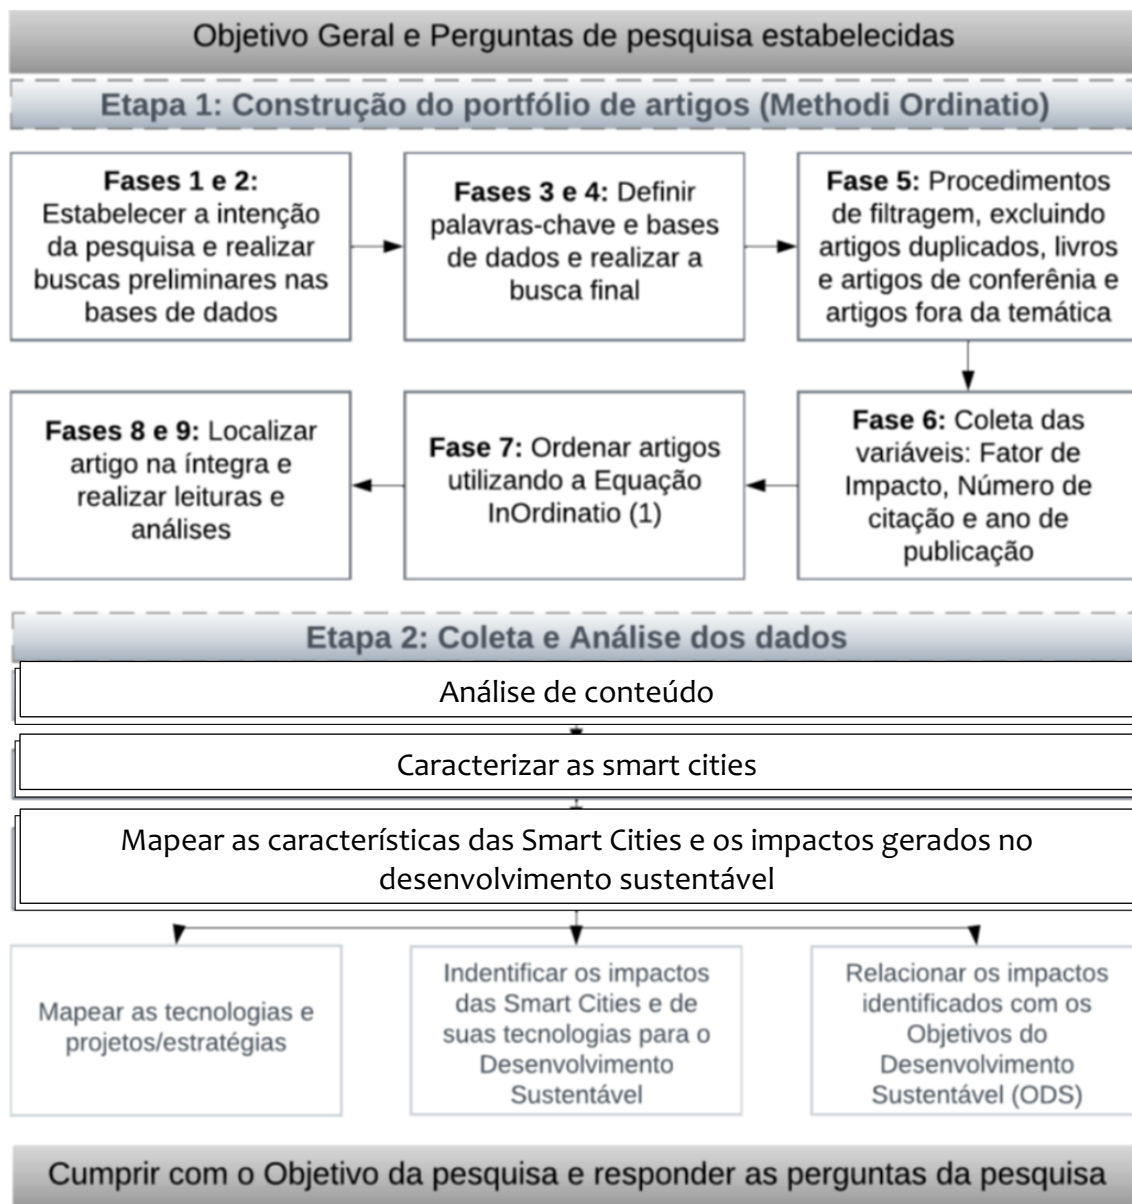 Objetivo Geral e Perguntas de pesquisa estabelecidas
Etapa 1: Construção do portfólio de artigos (Methodi Ordinatio)
Fases 1 e 2:
Estabelecer a intenção
da pesquisa e realizar
buscas preliminares nas
bases de dados
Fases 3 e 4: Definir
palavras-chave e bases
de dados e realizar a
busca final
Fase 5: Procedimentos
de filtragem, excluindo
artigos duplicados, livros
e artigos de conferênia e
artigos fora da temática
Fase 6: Coleta das
variáveis: Fator de
Impacto, Número de
citação e ano de
publicação
Fase 7: Ordenar artigos
utilizando a Equação
InOrdinatio (1)
Fases 8 e 9: Localizar
artigo na íntegra e
realizar leituras e
análises
Etapa 2: Coleta e Análise dos dados
Análise de conteúdo
Caracterizar as smart cities
Mapear as características das Smart Cities e os impactos gerados no
desenvolvimento sustentável
Mapear as tecnologias e
projetos/estratégias
Indentificar os impactos
das Smart Cities e de
suas tecnologias para o
Desenvolvimento
Sustentável
Relacionar os impactos
identificados com os
Objetivos do
Desenvolvimento
Sustentável (ODS)
Cumprir com o Objetivo da pesquisa e responder as perguntas da pesquisa